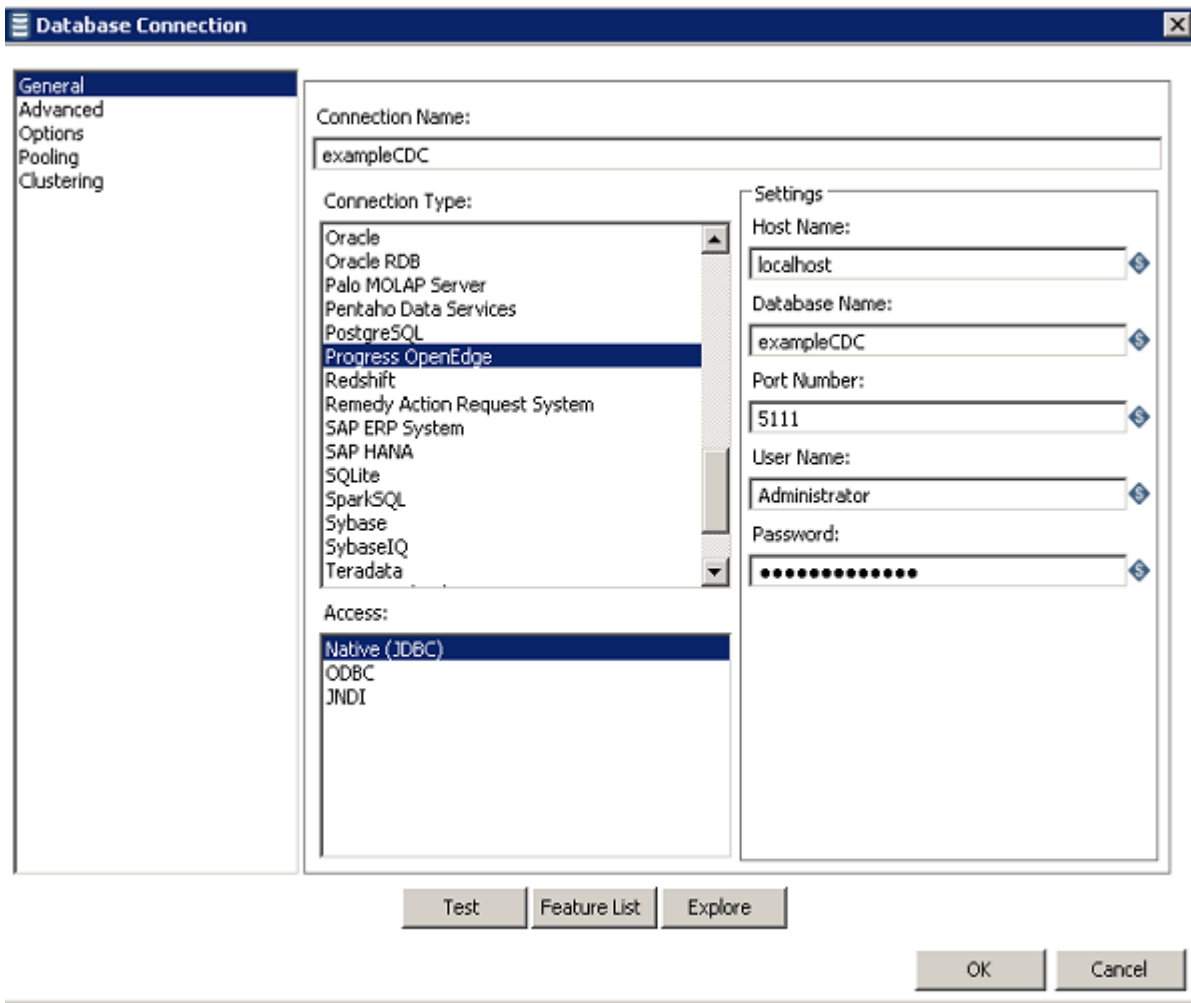 Database Connection
General
Advanced
Options
Pooling
Clustering
Connection Name:
exampleCDC
Connection Type:
Oracle
Oracle RDB
Palo MOLAP Server
Pentaho Data Services
PostgreSQL
Progress OpenEdge
Redshift
Remedy Action Request System
SAP ERP System
SAP HANA
SQLite
SparkSQL
Sybase
SybaseIQ
Teradata
Access:
Native (JDBC)
ODBC
JNDI
Settings
Host Name:
localhost
Database Name:
exampleCDC
Port Number:
5111
User Name:
Administrator
Password:
●●●●●●●●●●●●●
Test
Feature List
Explore
OK
Cancel